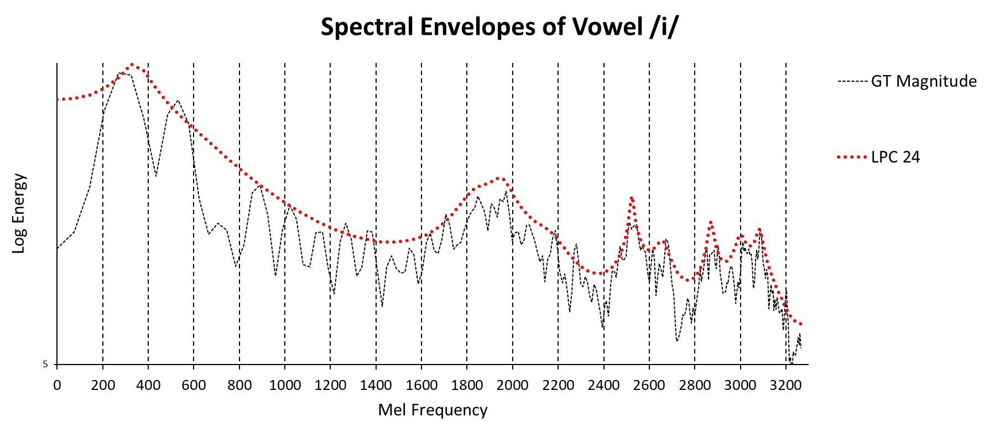 Spectral Envelopes of Vowel /i/
GT Magnitude
LPC 24
Log Energy
5
0 200 400 600 800 1000 1200 1400 1600 1800 2000 2200 2400 2600 2800 3000 3200
Mel Frequency